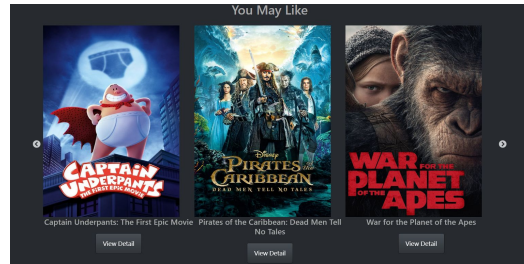 You May Like
CAPTAIN
UNDERPANTS
THE FIRST EPIC MOVIE
Disney
PIRATES of the
CARIBBEAN
DEAD MEN TELL NO TALES
WAR FOR THE
PLANET
OF THE APES
Captain Underpants: The First Epic Movie
Pirates of the Caribbean: Dead Men Tell
No Tales
War for the Planet of the Apes
View Detail
View Detail
View Detail